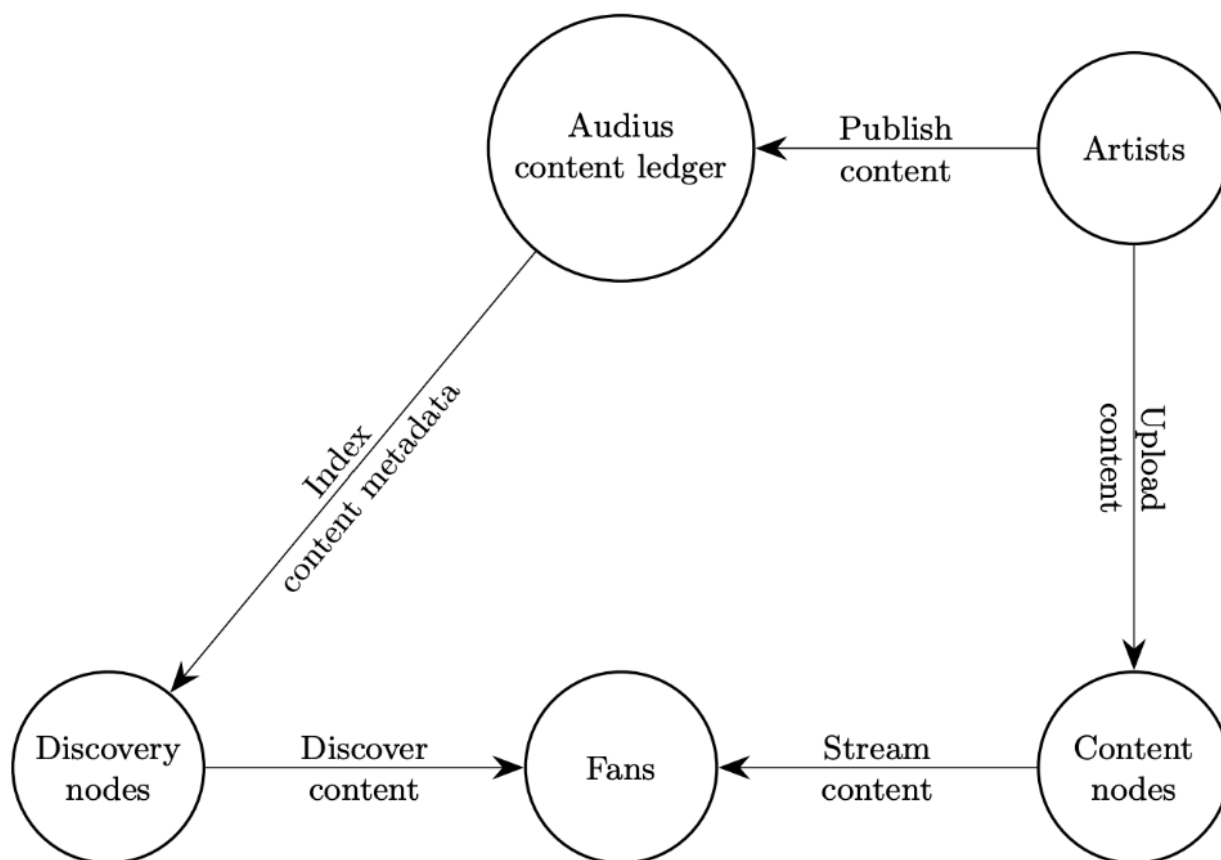 Audius
content ledger
Publish
content
Artists
Index
content metadata
Upload
content
Discovery
nodes
Discover
content
Fans
Stream
content
Content
nodes